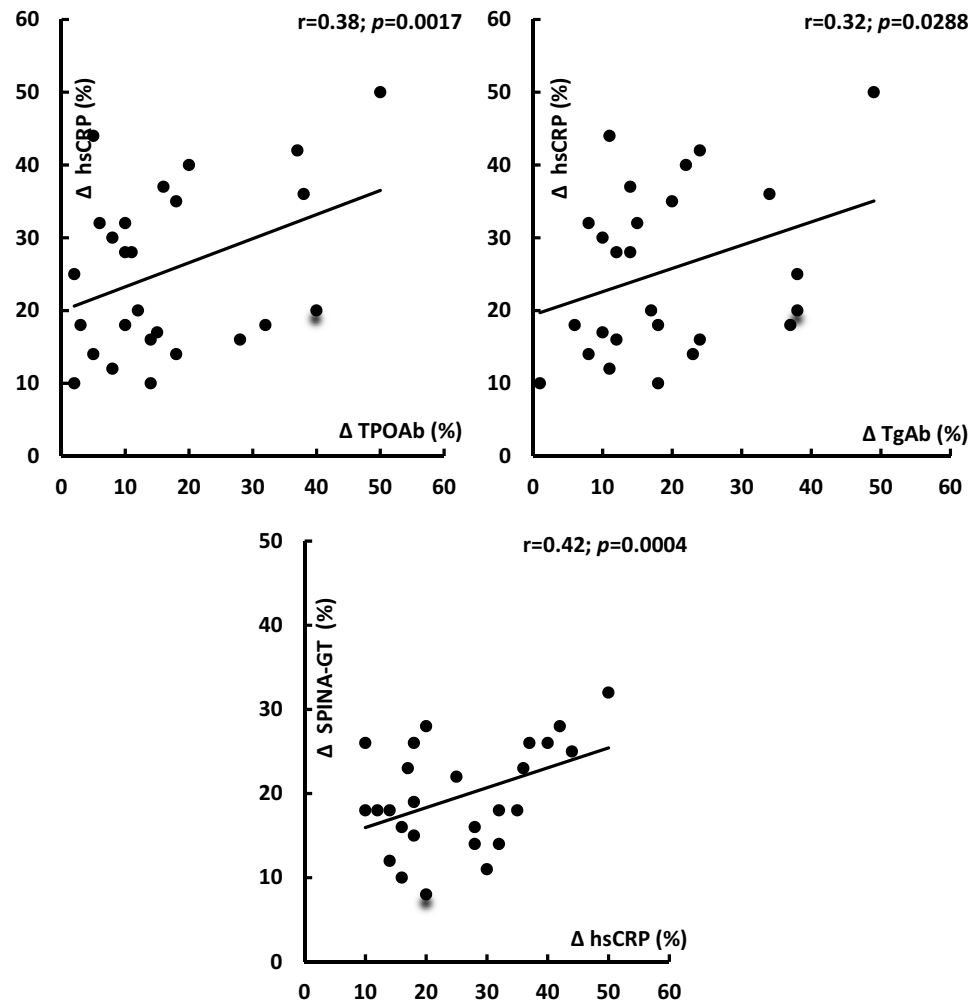 r=0.38; p=0.0017
60
50
40
30
20
10
0
Δ hsCRP (%)
Δ TPOAb (%)
0 10 20 30 40 50 60
r=0.32; p=0.0288
60
50
40
30
20
10
0
Δ hsCRP (%)
Δ TgAb (%)
0 10 20 30 40 50 60
r=0.42; p=0.0004
50
40
30
20
10
0
Δ SPINA-GT (%)
Δ hsCRP (%)
0 10 20 30 40 50 60